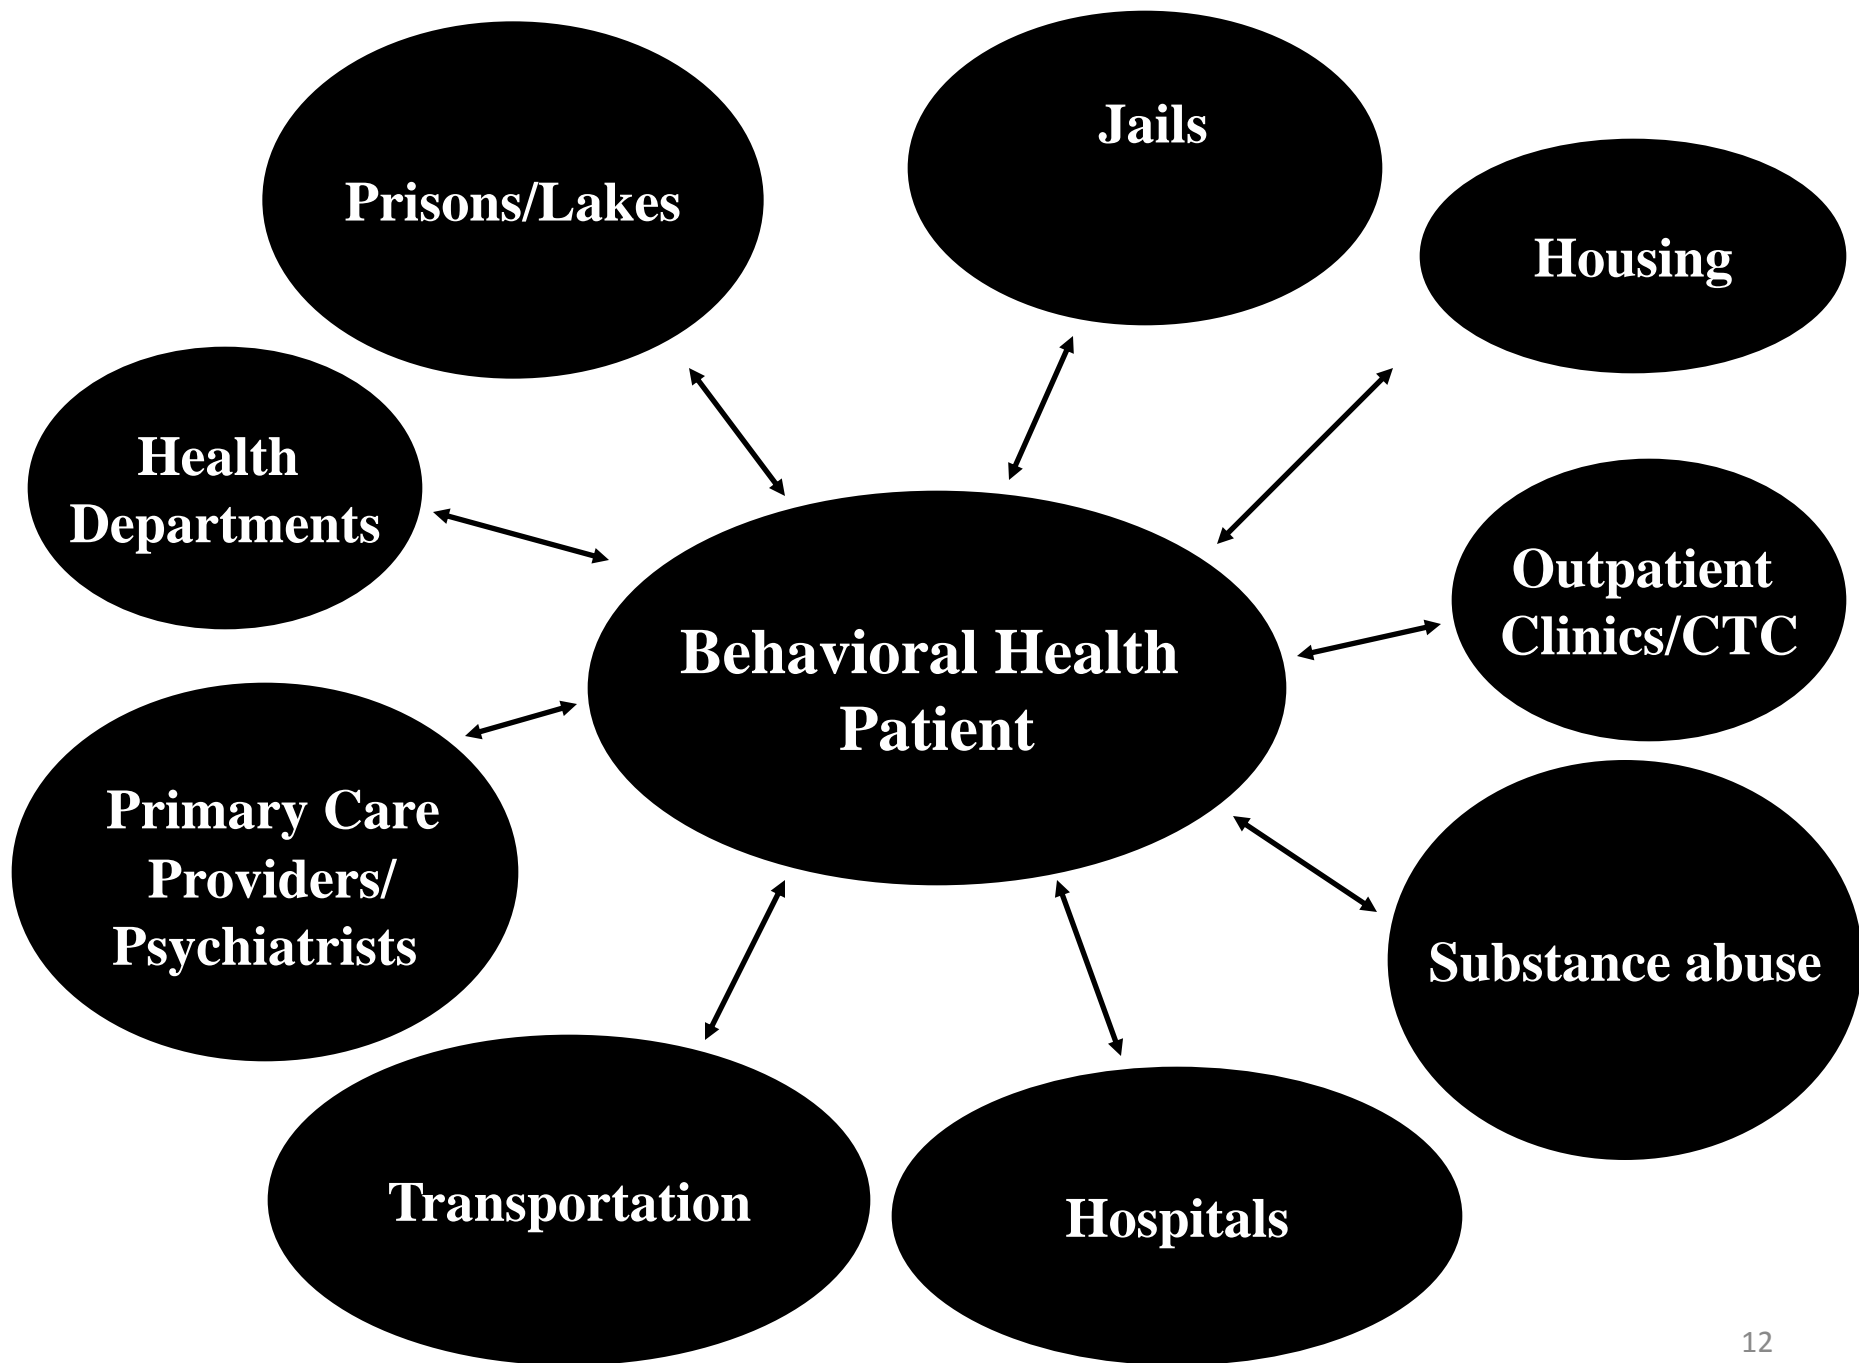 Jails
Prisons/Lakes
Housing
Health
Departments
Outpatient
Clinics/CTC
Behavioral Health
Patient
Primary Care
Providers/
Psychiatrists
Substance abuse
Transportation
Hospitals
12